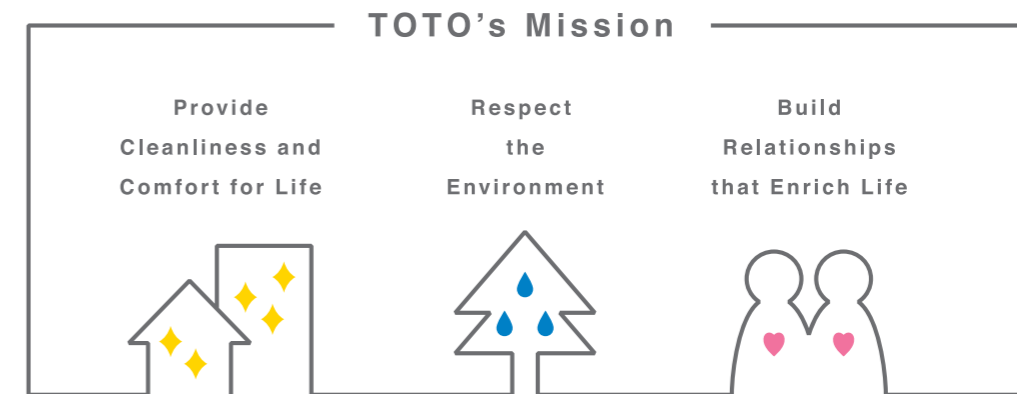 TOTO’s Mission
Provide
Cleanliness and
Comfort for Life
Respect
the
Environment
Build
Relationships
that Enrich Life